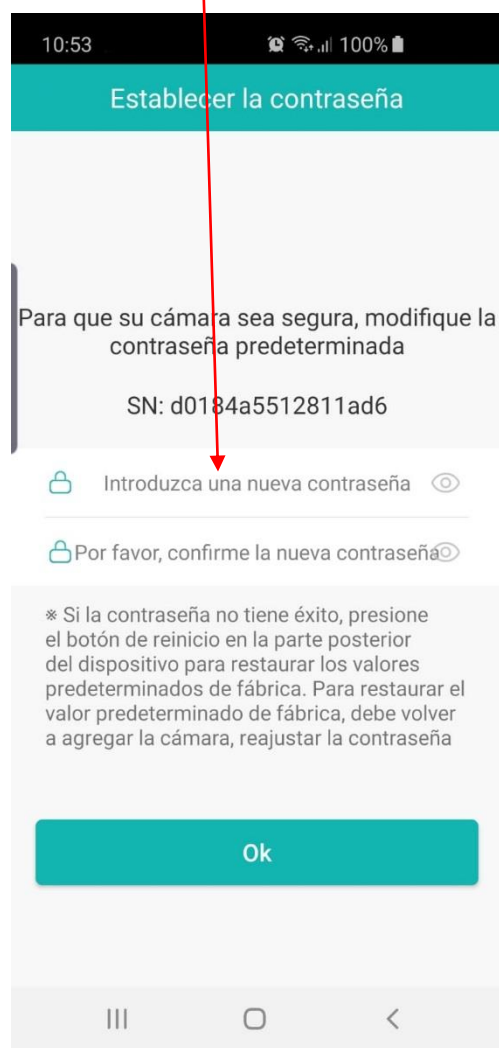 10:53
100%
Establecer la contraseña
Para que su cámara sea segura, modifique la
contraseña predeterminada
SN: d0184a5512811ad6
Introduzca una nueva contraseña
Por favor, confirme la nueva contraseña
※ Si la contraseña no tiene éxito, presione
el botón de reinicio en la parte posterior
del dispositivo para restaurar los valores
predeterminados de fábrica. Para restaurar el
valor predeterminado de fábrica, debe volver
a agregar la cámara, reajustar la contraseña
Ok